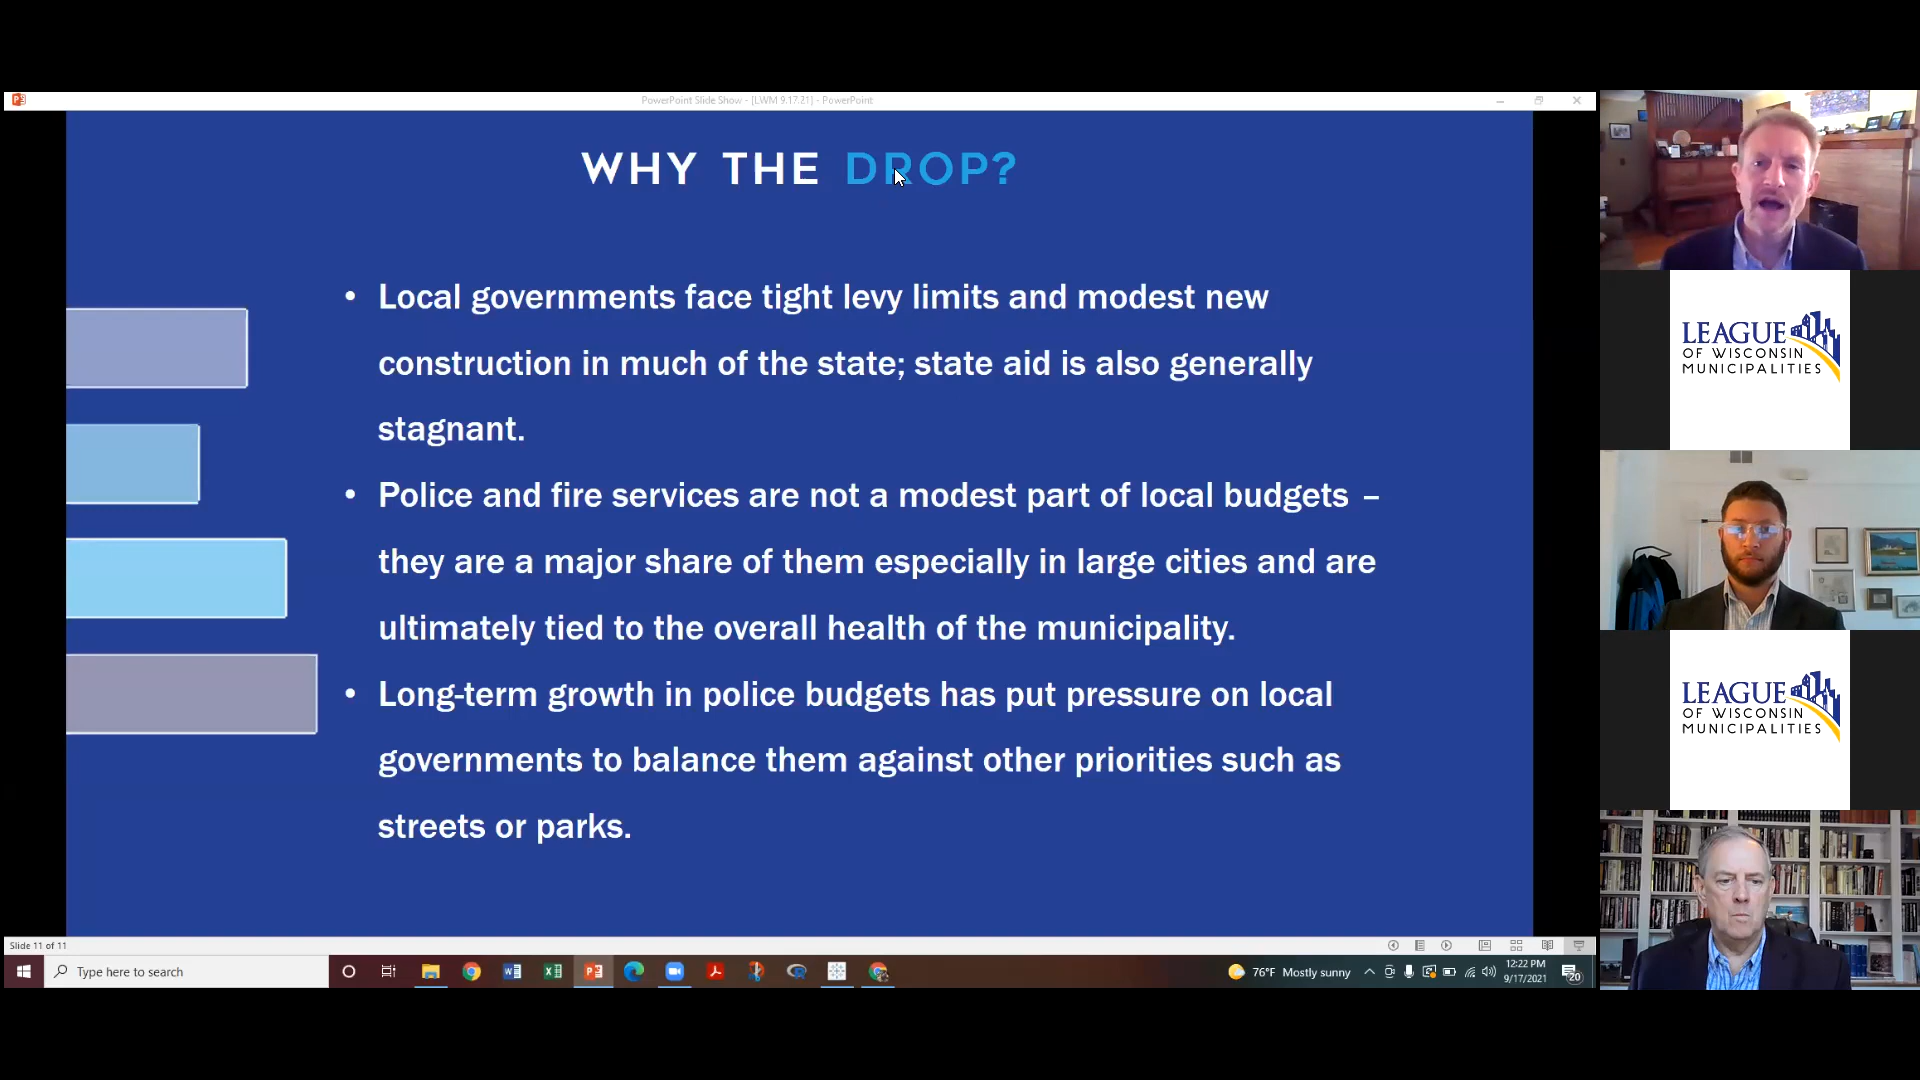 PowerPoint Slide Show - [LWM 9.17.21] - PowerPoint
WHY THE DROP?
• Local governments face tight levy limits and modest new
construction in much of the state; state aid is also generally
stagnant.
• Police and fire services are not a modest part of local budgets –
they are a major share of them especially in large cities and are
ultimately tied to the overall health of the municipality.
• Long-term growth in police budgets has put pressure on local
governments to balance them against other priorities such as
streets or parks.
Slide 11 of 11
Type here to search
76°F Mostly sunny
12:22 PM
9/17/2021
20
LEAGUE
OF WISCONSIN
MUNICIPALITIES
LEAGUE
OF WISCONSIN
MUNICIPALITIES